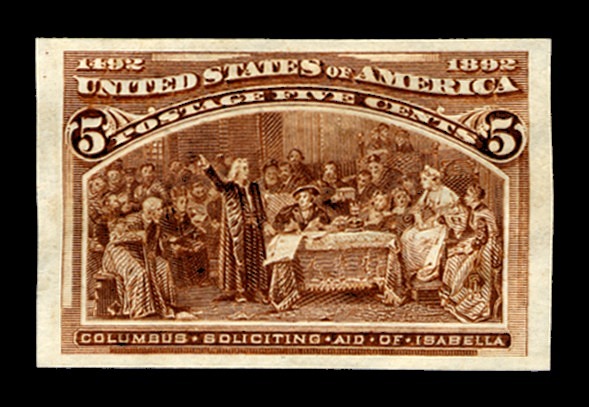 1492 1892
UNITED STATES OF AMERICA
POSTAGE FIVE CENTS
5 5
COLUMBUS · SOLICITING · AID · OF · ISABELLA